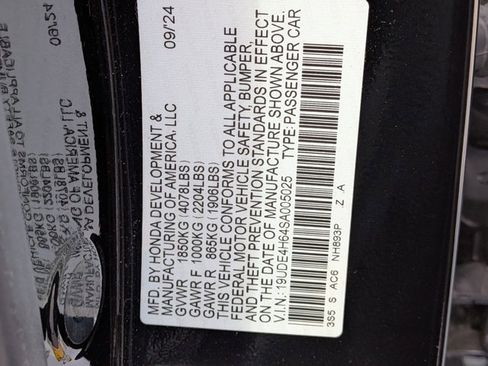 09/24
MFD. BY HONDA DEVELOPMENT &
MANUFACTURING OF AMERICA, LLC
GVWR 1850KG (4078LBS)
GAWR F 1000KG (2204LBS)
GAWR R 865KG (1906LBS)
THIS VEHICLE CONFORMS TO ALL APPLICABLE
FEDERAL MOTOR VEHICLE SAFETY, BUMPER,
AND THEFT PREVENTION STANDARDS IN EFFECT
ON THE DATE OF MANUFACTURE SHOWN ABOVE.
V.I.N:19UDE4H64SA005025 TYPE:PASSENGER CAR
3S5 S AC6 NH893P Z A